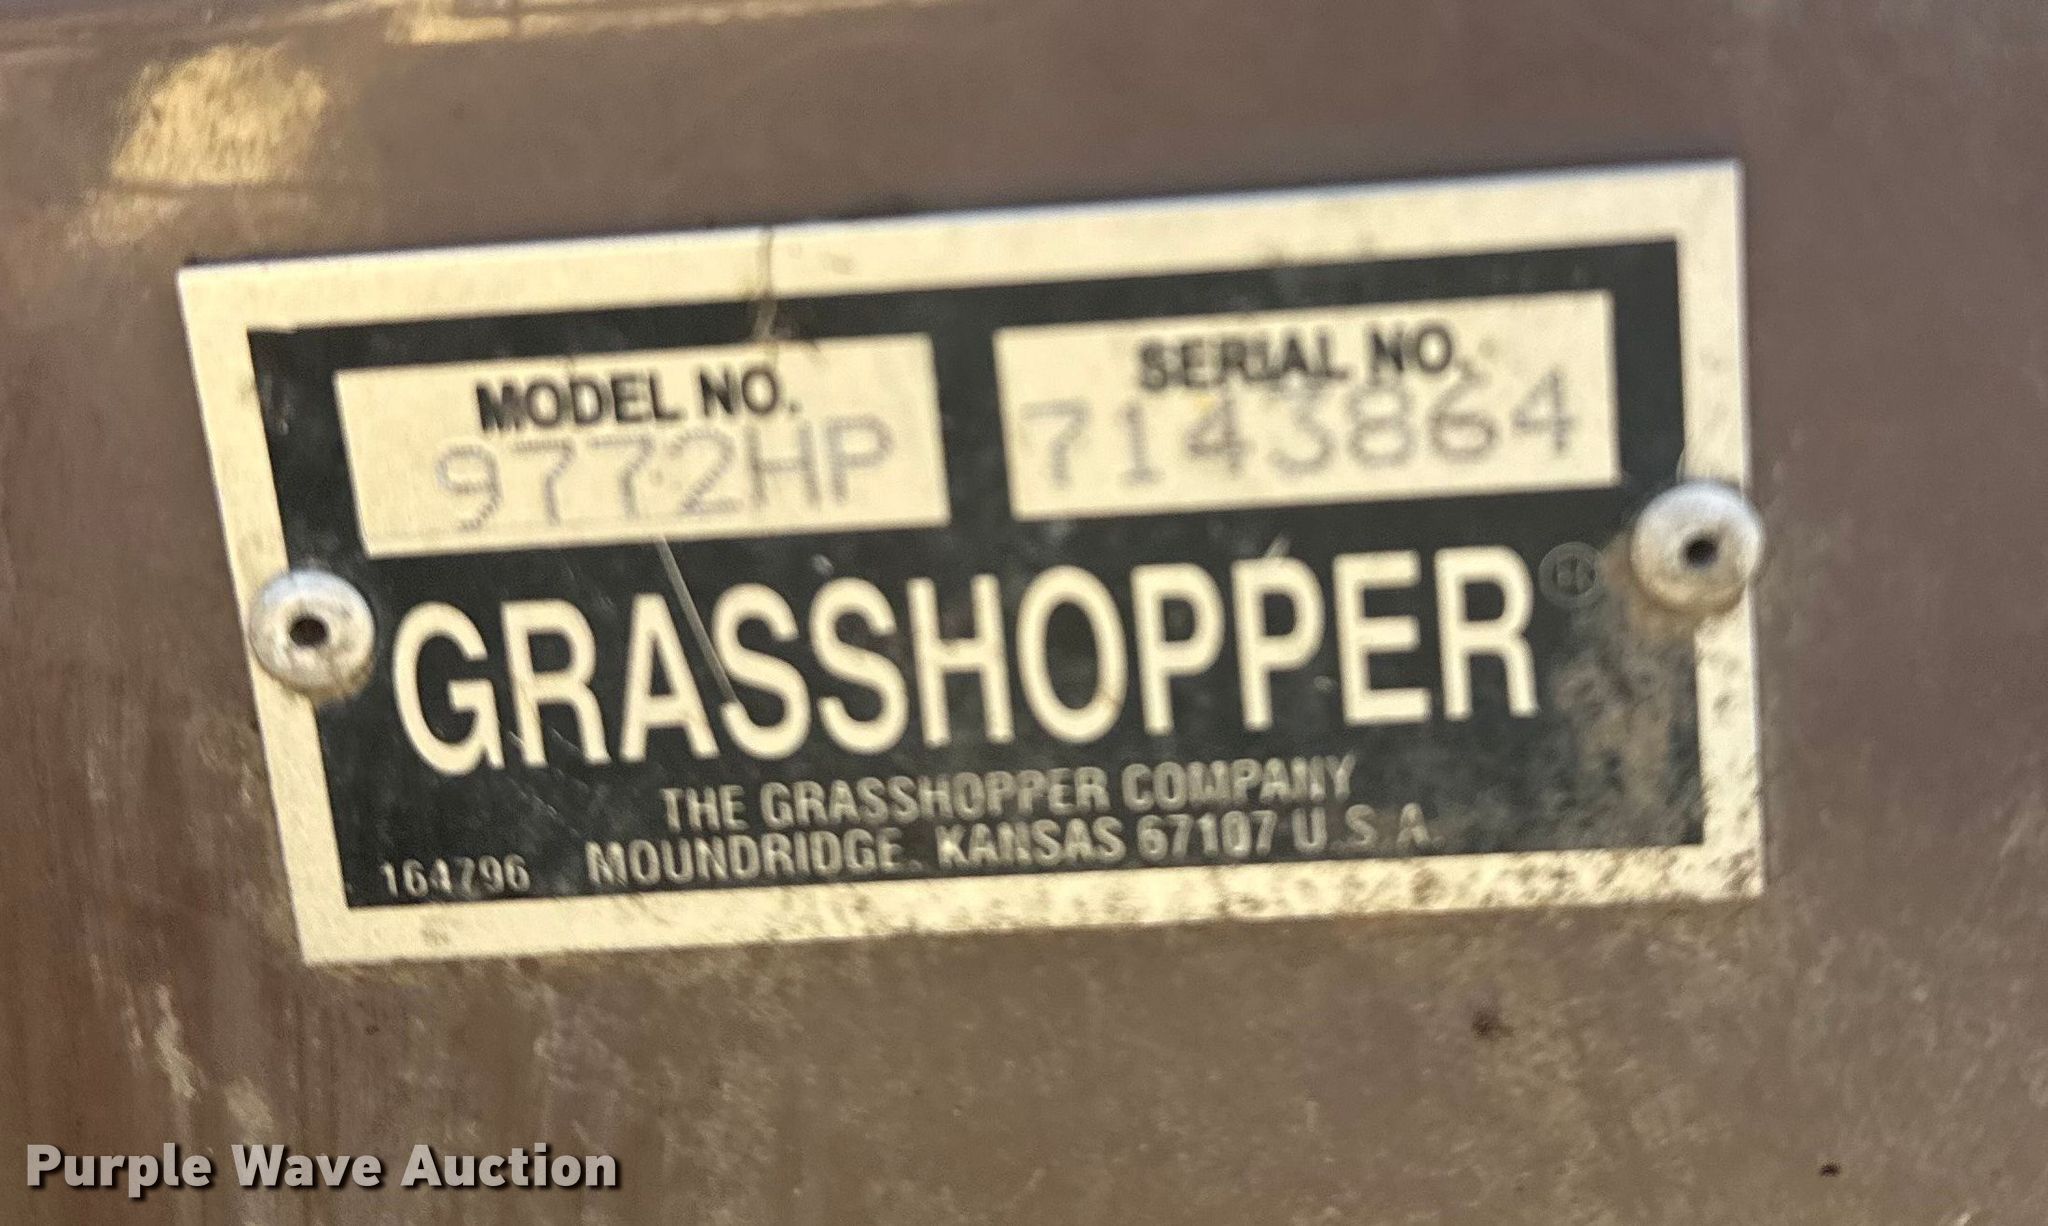 MODEL NO.
9772HP
SERIAL NO.
7143864
GRASSHOPPER®
THE GRASSHOPPER COMPANY
MOUNDRIDGE, KANSAS 67107 U.S.A.
164796
Purple Wave Auction